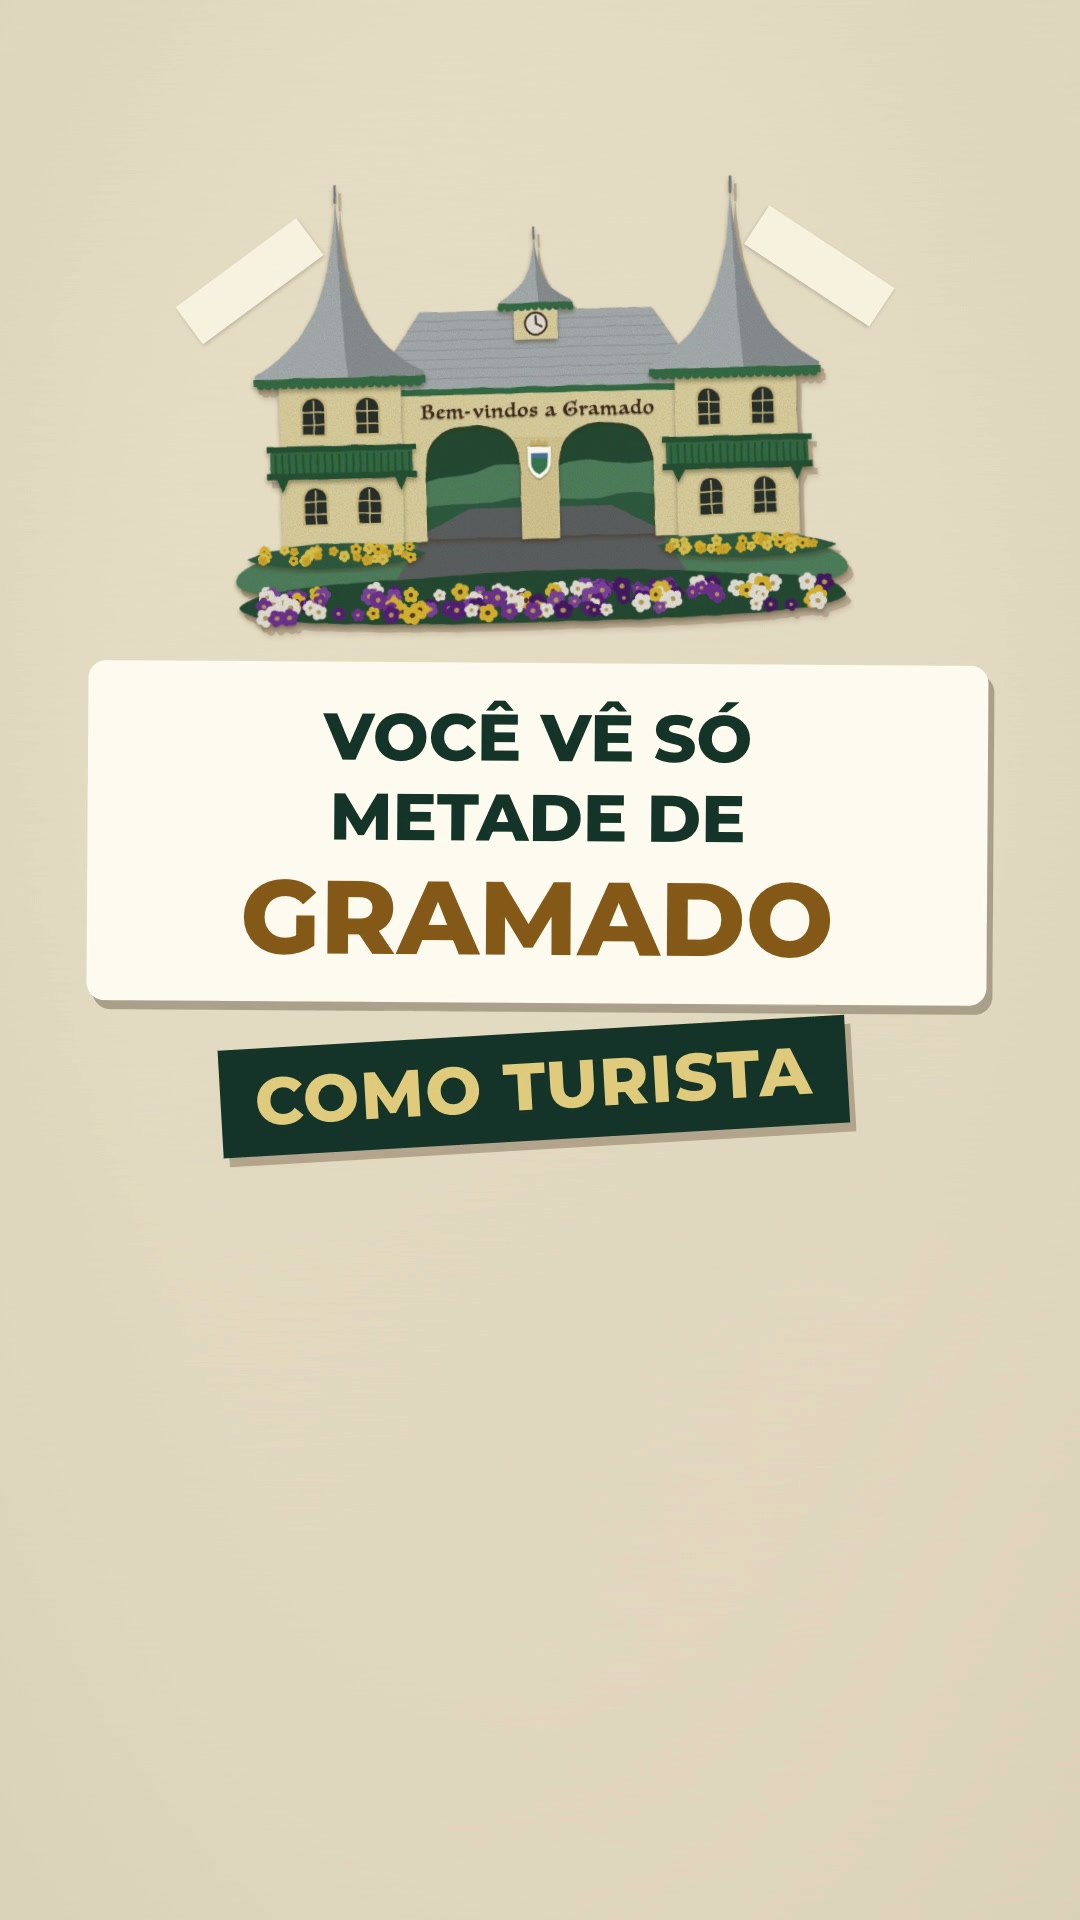 Bem-vindos a Gramado
VOCÊ VÊ SÓ
METADE DE
GRAMADO
COMO TURISTA